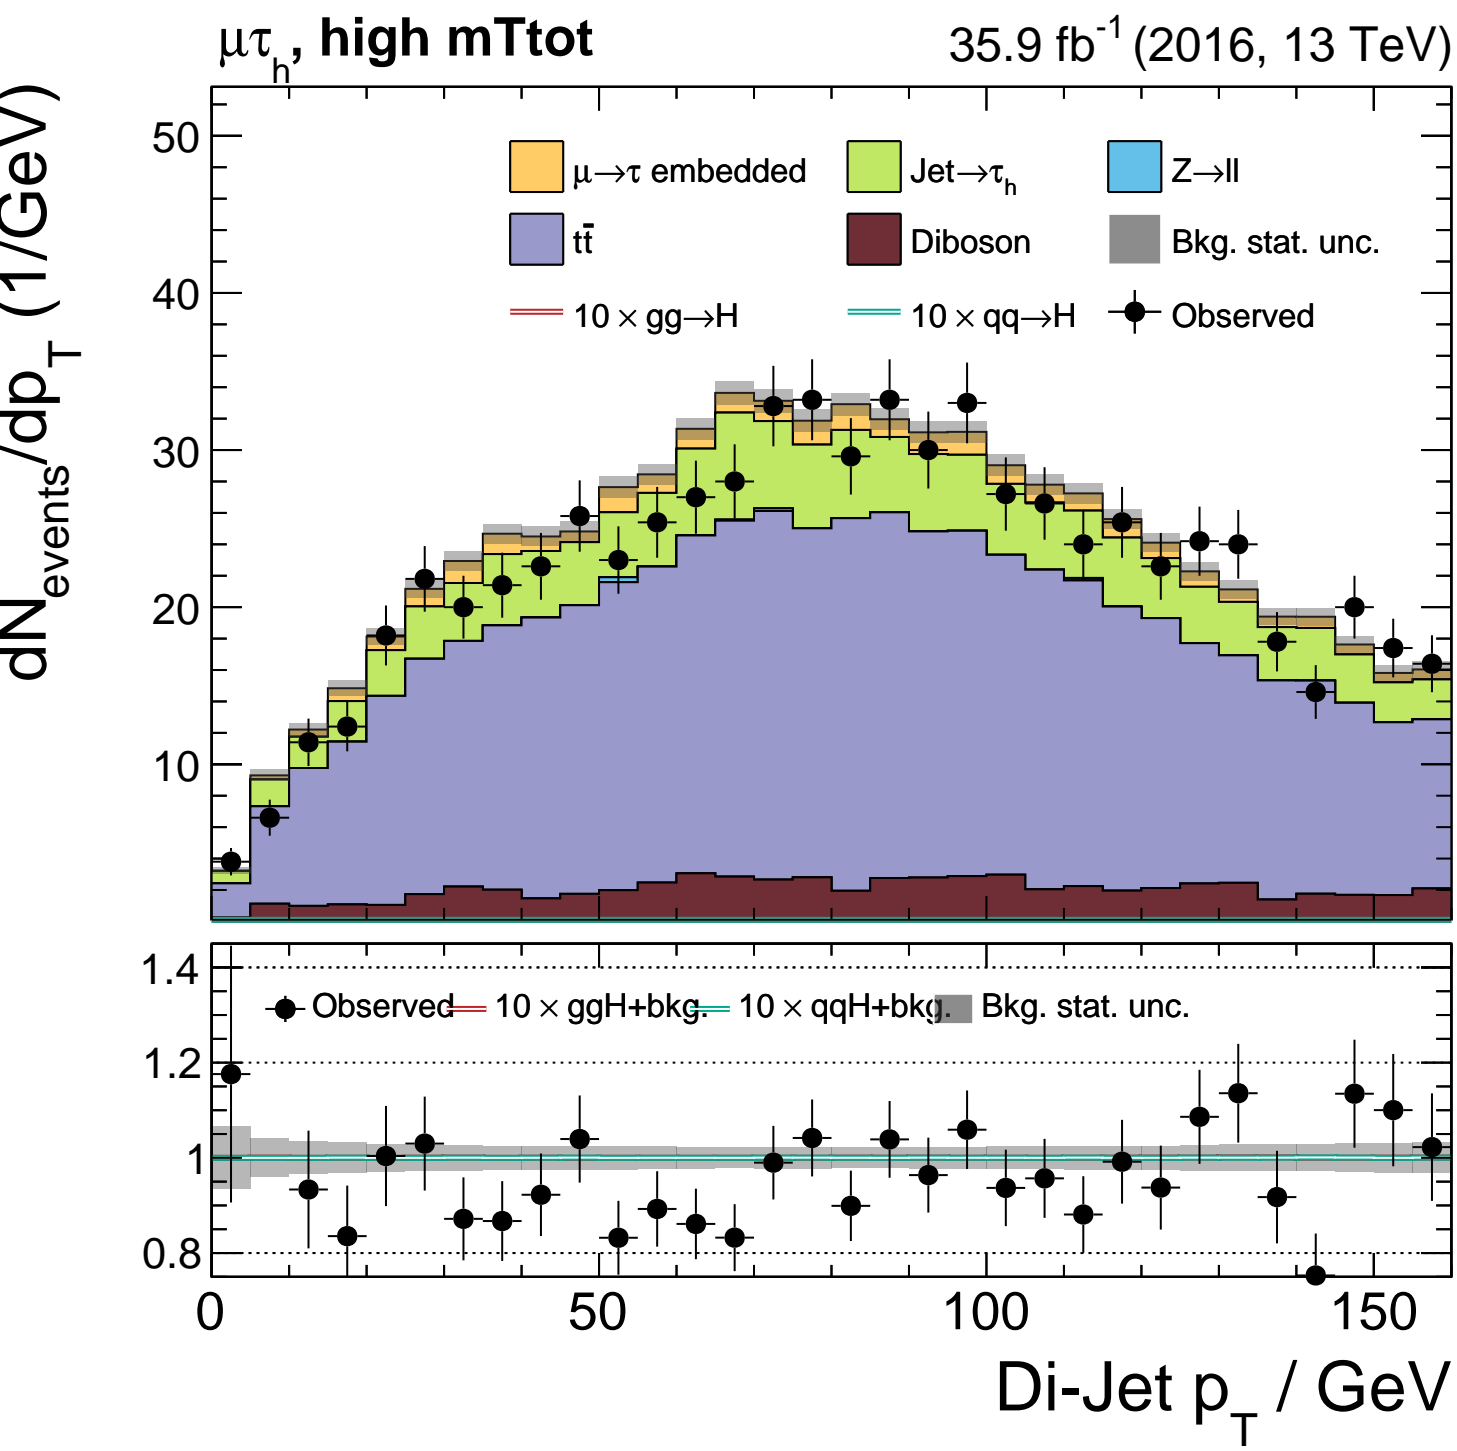 μτh, high mTtot 35.9 fb-1 (2016, 13 TeV)
dNevents/dpT (1/GeV)
50
μ→τ embedded Jet→τh Z→ll
tt̄ Diboson Bkg. stat. unc.
40
10 × gg→H 10 × qq→H Observed
30
20
10
1.4
Observed 10 × ggH+bkg. 10 × qqH+bkg. Bkg. stat. unc.
1.2
1
0.8
0 50 100 150
Di-Jet pT / GeV